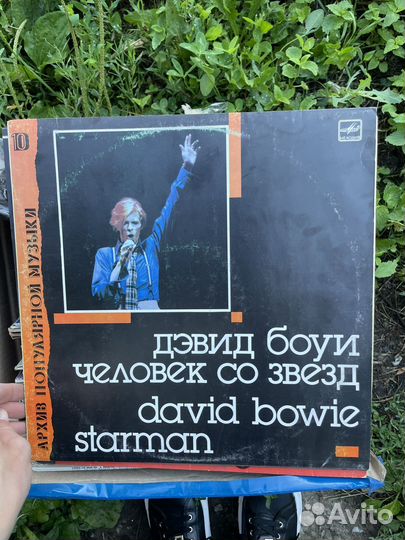 10
АРХИВ ПОПУЛЯРНОЙ МУЗЫКИ
дэвид боуи
человек со звезд
david bowie
starman
Avito